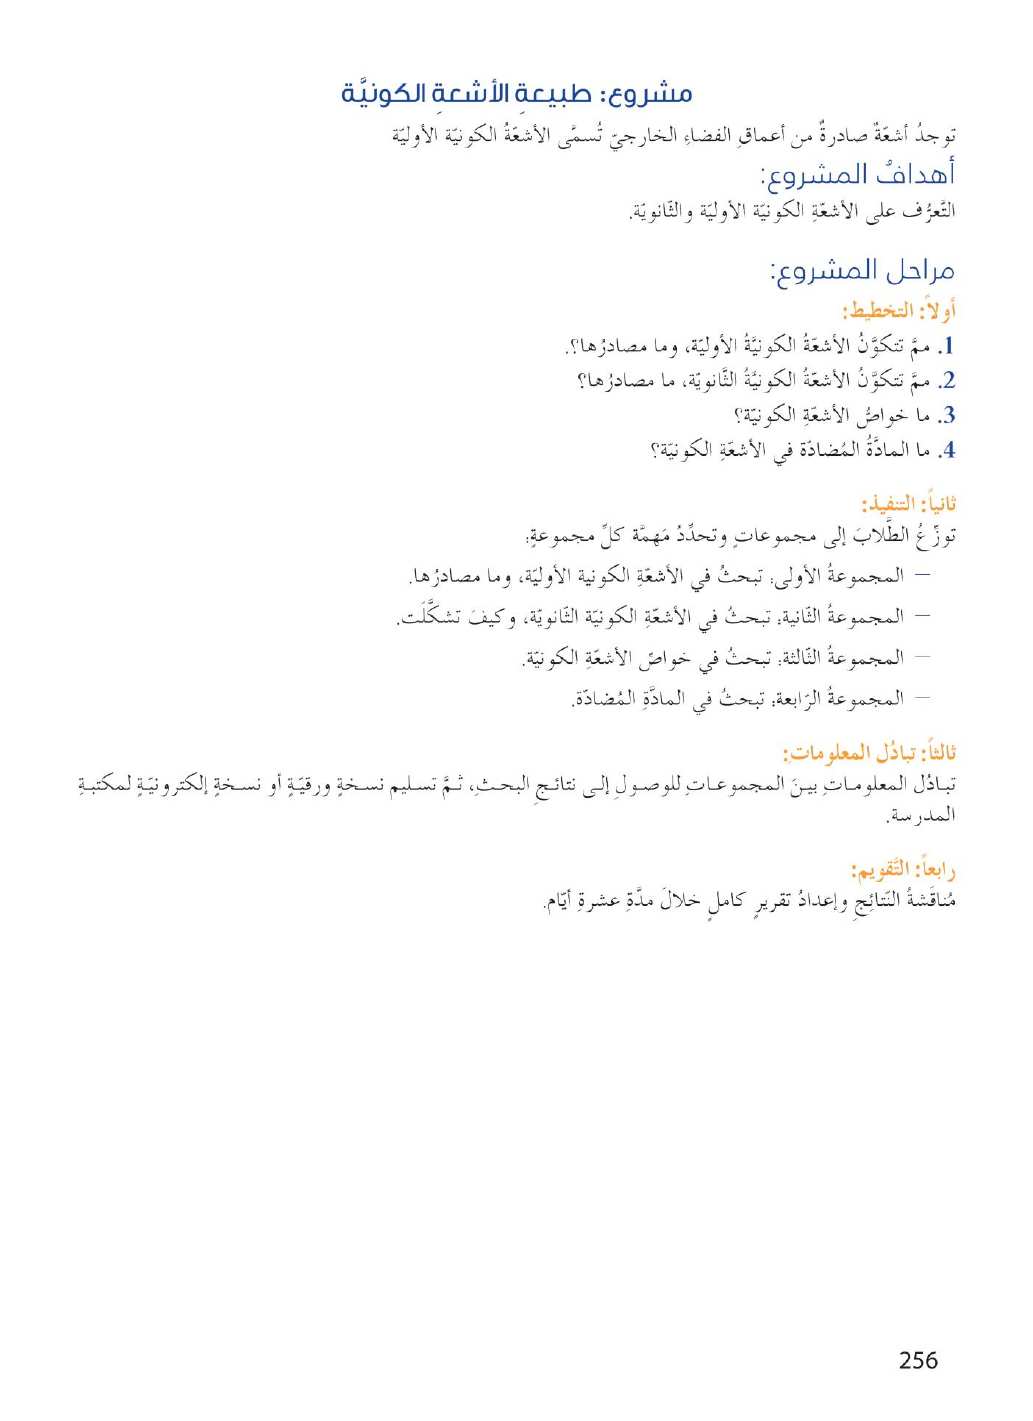 مشروع: طبيعةِ الأشعةِ الكونيَّة
توجدُ أشعّةٌ صادرةٌ من أعماقِ الفضاءِ الخارجيّ تُسمَّى الأشعّةُ الكونيّة الأوليّة
أهدافُ المشروع:
التَّعرُّف على الأشعّةِ الكونيّة الأوليّة والثّانويّة.
مراحل المشروع:
أولاً: التخطيط:
1. ممَّ تتكوَّنُ الأشعّةُ الكونيَّةُ الأوليّة، وما مصادرُها؟.
2. ممَّ تتكوَّنُ الأشعّةُ الكونيَّةُ الثَّانويّة، ما مصادرُها؟
3. ما خواصُّ الأشعّةِ الكونيّة؟
4. ما المادَّةُ المُضادّة في الأشعّةِ الكونيّة؟
ثانياً: التنفيذ:
توزّعُ الطَّلابَ إلى مجموعاتٍ وتحدِّدُ مَهمَّة كلِّ مجموعةٍ:
– المجموعةُ الأولى: تبحثُ في الأشعّةِ الكونية الأوليّة، وما مصادرُها.
– المجموعةُ الثّانية: تبحثُ في الأشعّةِ الكونيّة الثّانويّة، وكيفَ تشكَّلَت.
– المجموعةُ الثّالثة: تبحثُ في خواصّ الأشعّةِ الكونيّة.
– المجموعةُ الرّابعة: تبحثُ في المادَّةِ المُضادّة.
ثالثاً: تبادُل المعلومات:
تبادُل المعلوماتِ بينَ المجموعاتِ للوصولِ إلى نتائجِ البحثِ، ثمَّ تسليم نسخةٍ ورقيّةٍ أو نسخةٍ إلكترونيّةٍ لمكتبةِ
المدرسة.
رابعاً: التَّقويم:
مُناقَشةُ النّتائجِ وإعدادُ تقريرٍ كاملٍ خلالَ مدَّةِ عشرةِ أيّام.
256